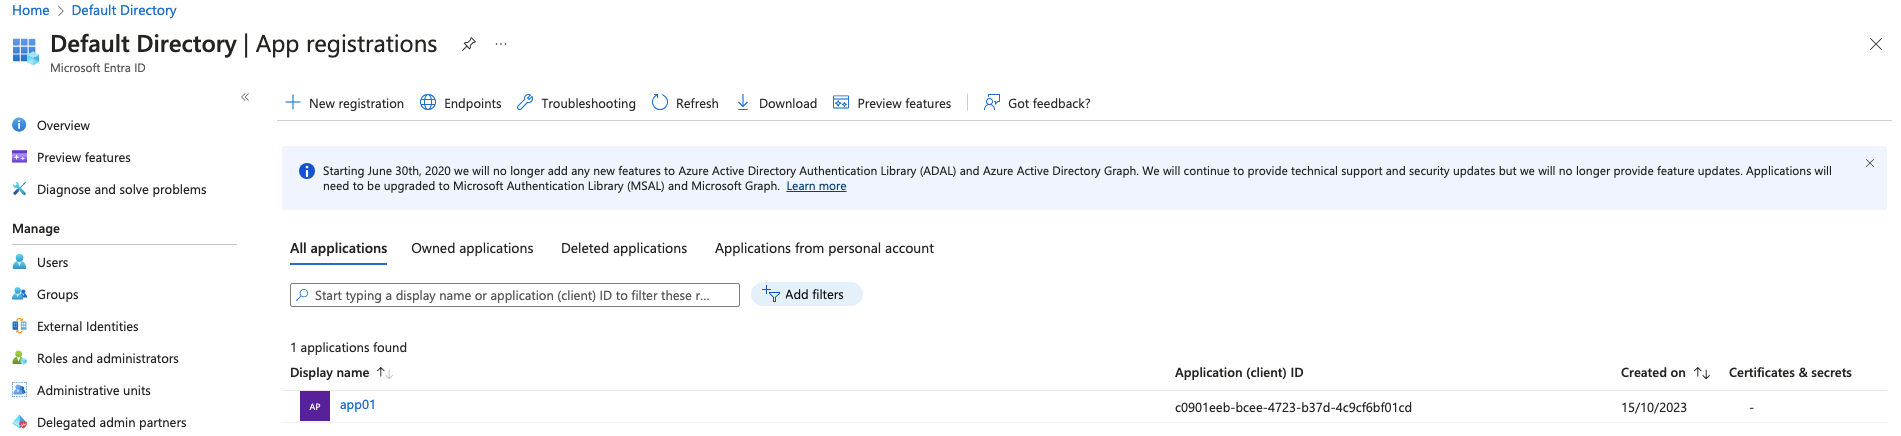 Home > Default Directory
Default Directory | App registrations
Microsoft Entra ID
New registration Endpoints Troubleshooting Refresh Download Preview features Got feedback?
Overview
Preview features
Diagnose and solve problems
Manage
Users
Groups
External Identities
Roles and administrators
Administrative units
Delegated admin partners
Starting June 30th, 2020 we will no longer add any new features to Azure Active Directory Authentication Library (ADAL) and Azure Active Directory Graph. We will continue to provide technical support and security updates but we will no longer provide feature updates. Applications will
need to be upgraded to Microsoft Authentication Library (MSAL) and Microsoft Graph. Learn more
All applications Owned applications Deleted applications Applications from personal account
Start typing a display name or application (client) ID to filter these r... Add filters
1 applications found
Display name Application (client) ID Created on Certificates & secrets
AP app01 c0901eeb-bcee-4723-b37d-4c9cf6bf01cd 15/10/2023 -